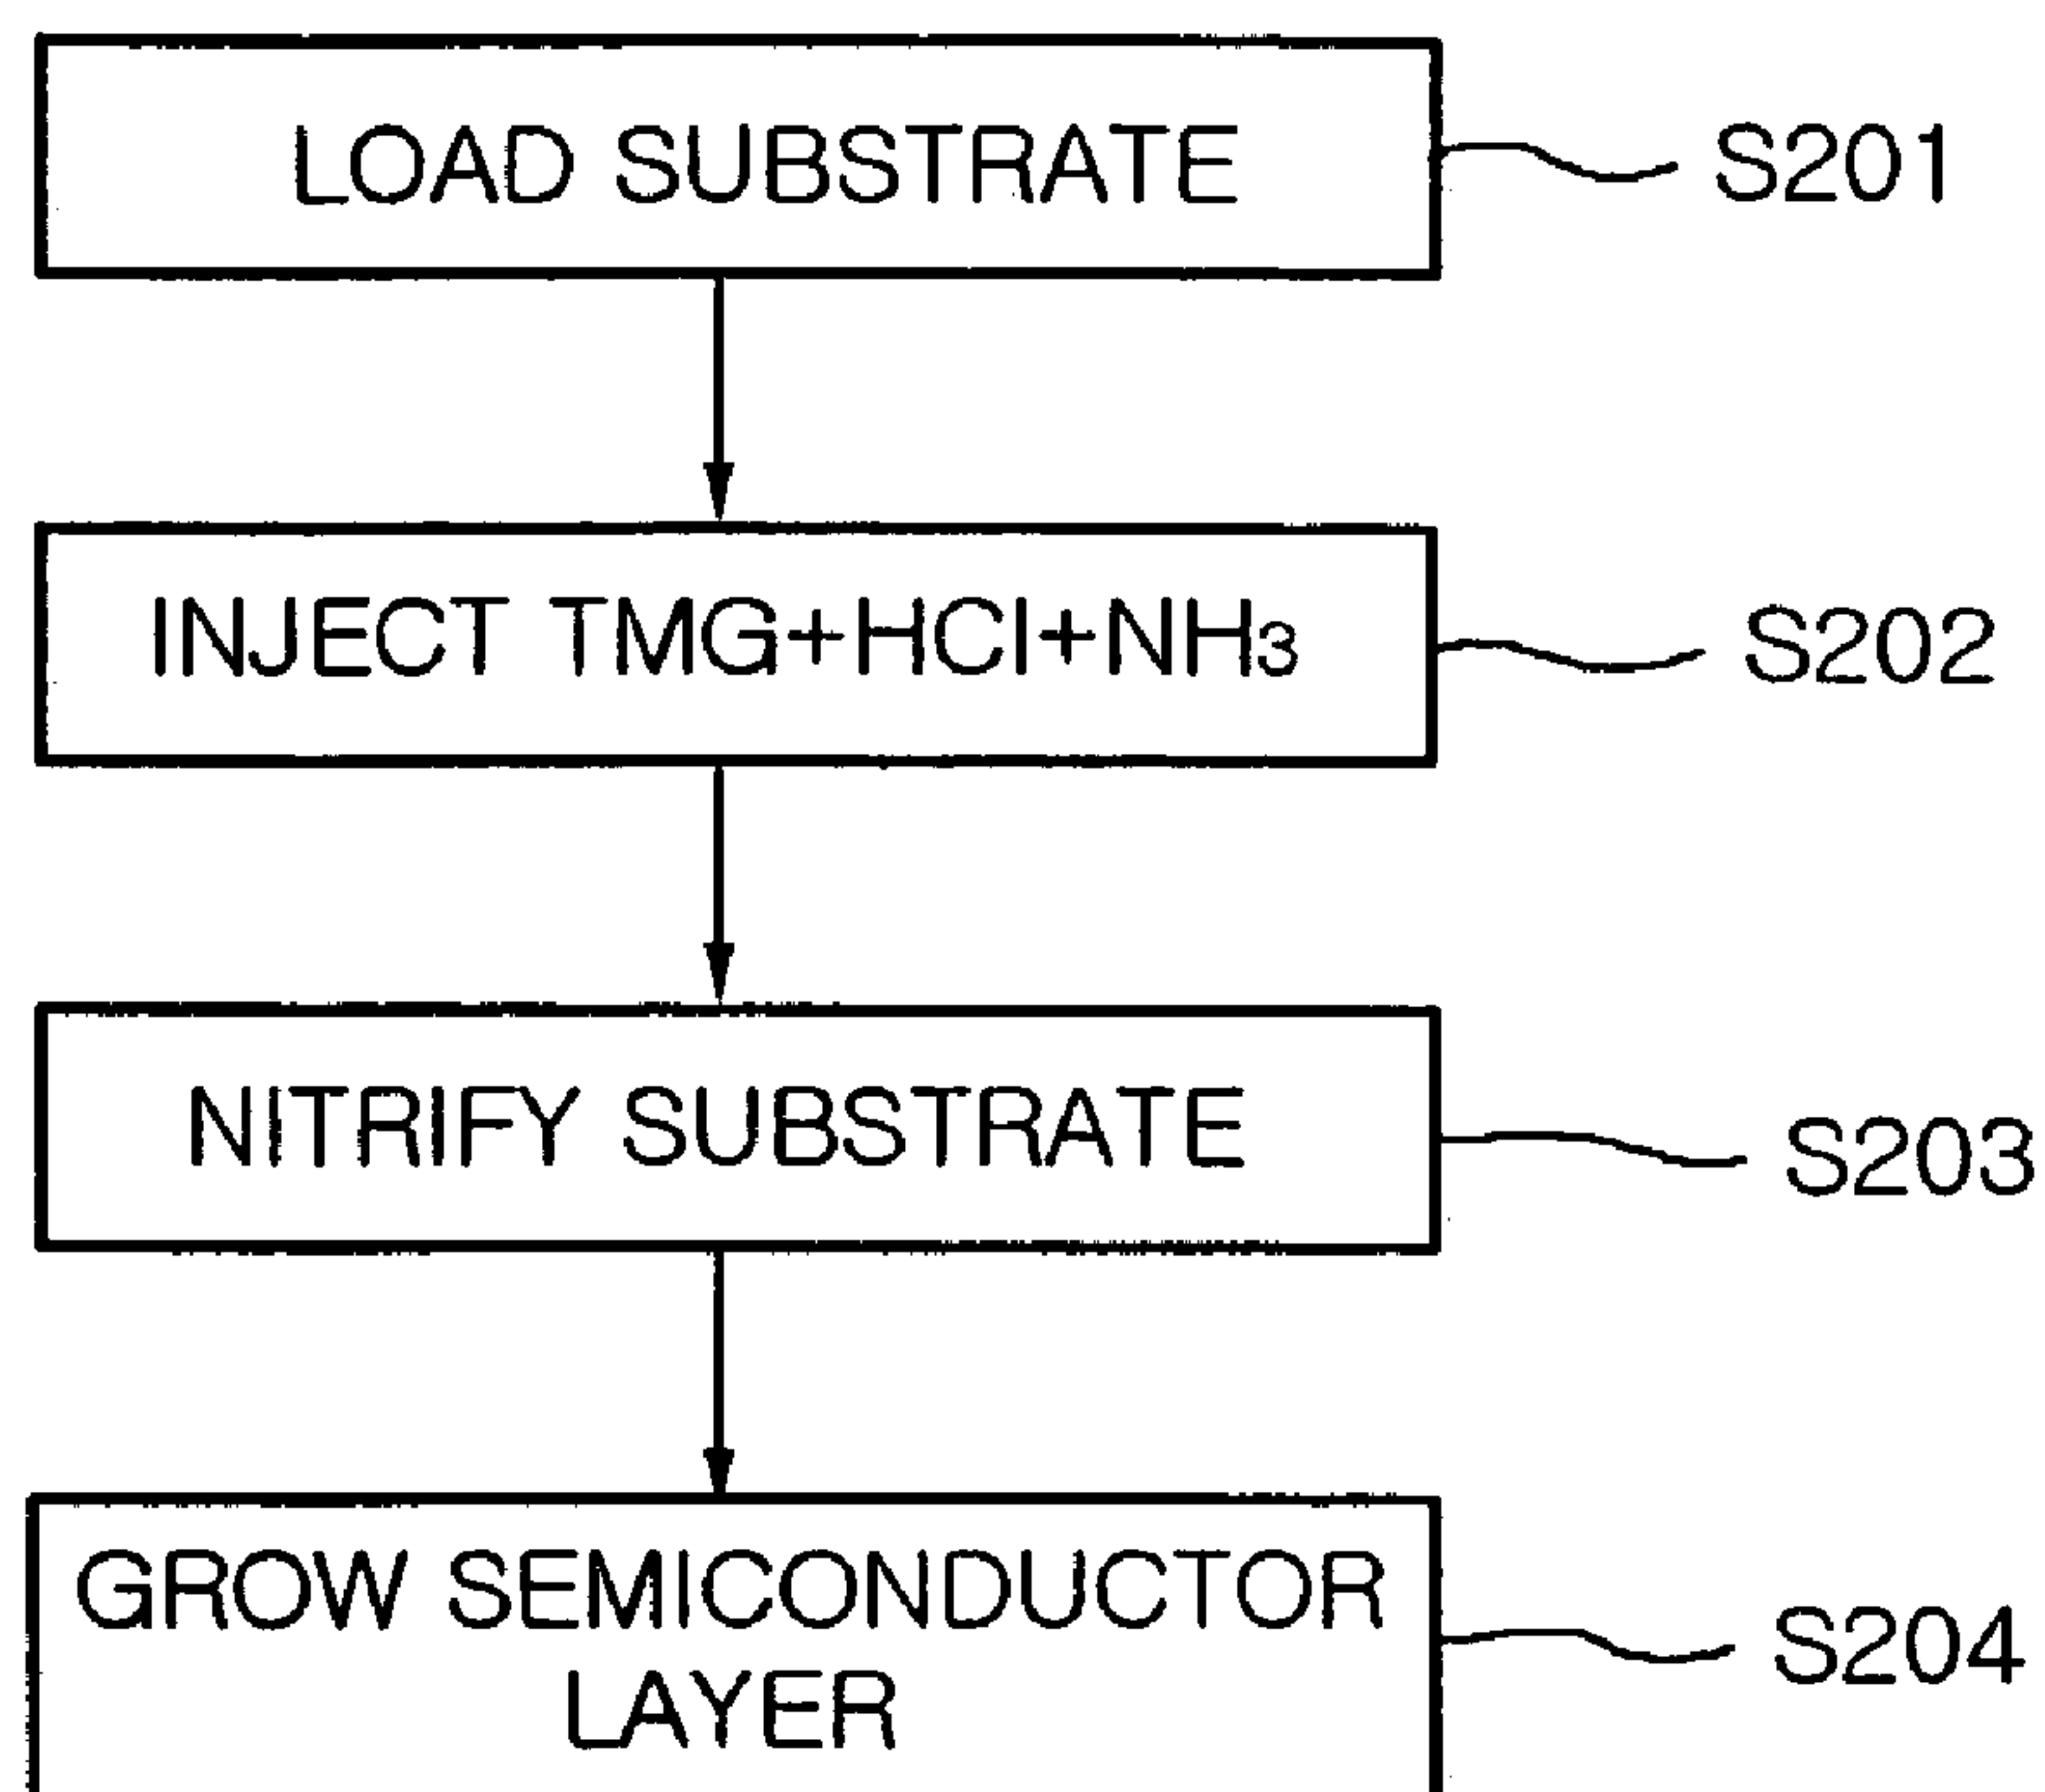 LOAD SUBSTRATE
S201
INJECT TMG+HCl+NH₃
S202
NITRIFY SUBSTRATE
S203
GROW SEMICONDUCTOR
LAYER
S204